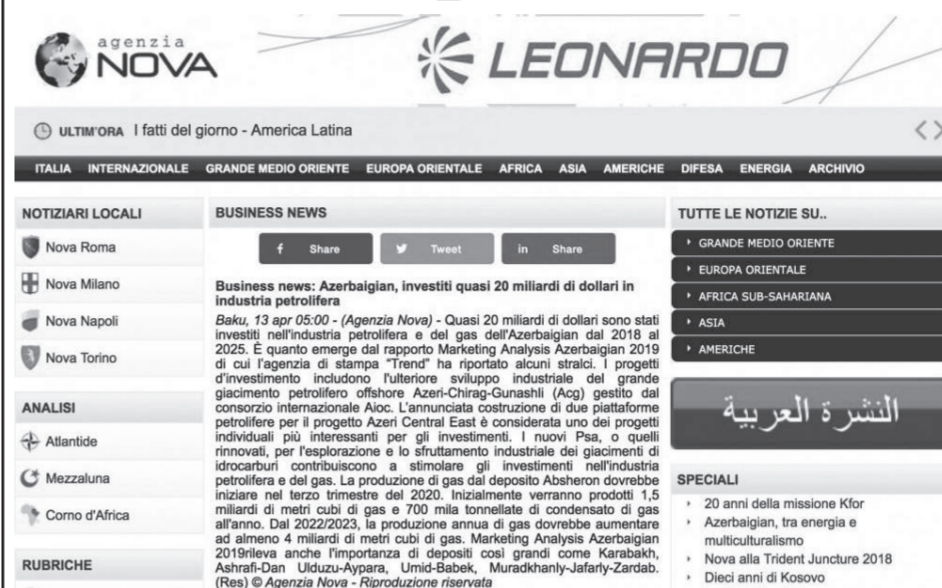 agenzia
NOVA
LEONARDO
ULTIM'ORA I fatti del giorno - America Latina
ITALIA INTERNAZIONALE GRANDE MEDIO ORIENTE EUROPA ORIENTALE AFRICA ASIA AMERICHE DIFESA ENERGIA ARCHIVIO
NOTIZIARI LOCALI
Nova Roma
Nova Milano
Nova Napoli
Nova Torino
ANALISI
Atlantide
Mezzaluna
Corno d'Africa
RUBRICHE
BUSINESS NEWS
Share
Tweet
in Share
Business news: Azerbaigian, investiti quasi 20 miliardi di dollari in
industria petrolifera
Baku, 13 apr 05:00 - (Agenzia Nova) - Quasi 20 miliardi di dollari sono stati
investiti nell'industria petrolifera e del gas dell'Azerbaigian dal 2018 al
2025. È quanto emerge dal rapporto Marketing Analysis Azerbaigian 2019
di cui l'agenzia di stampa "Trend" ha riportato alcuni stralci. I progetti
d'investimento includono l'ulteriore sviluppo industriale del grande
giacimento petrolifero offshore Azeri-Chirag-Gunashli (Acg) gestito dal
consorzio internazionale Aioc. L'annunciata costruzione di due piattaforme
petrolifere per il progetto Azeri Central East è considerata uno dei progetti
individuali più interessanti per gli investimenti. I nuovi Psa, o quelli
rinnovati, per l'esplorazione e lo sfruttamento industriale dei giacimenti di
idrocarburi contribuiscono a stimolare gli investimenti nell'industria
petrolifera e del gas. La produzione di gas dal deposito Absheron dovrebbe
iniziare nel terzo trimestre del 2020. Inizialmente verranno prodotti 1,5
miliardi di metri cubi di gas e 700 mila tonnellate di condensato di gas
all'anno. Dal 2022/2023, la produzione annua di gas dovrebbe aumentare
ad almeno 4 miliardi di metri cubi di gas. Marketing Analysis Azerbaigian
2019rileva anche l'importanza di depositi così grandi come Karabakh,
Ashrafi-Dan Ulduzu-Aypara, Umid-Babek, Muradkhanly-Jafarly-Zardab.
(Res) © Agenzia Nova - Riproduzione riservata
TUTTE LE NOTIZIE SU..
GRANDE MEDIO ORIENTE
EUROPA ORIENTALE
AFRICA SUB-SAHARIANA
ASIA
AMERICHE
النشرة العربية
SPECIALI
20 anni della missione Kfor
Azerbaigian, tra energia e
multiculturalismo
Nova alla Trident Juncture 2018
Dieci anni di Kosovo